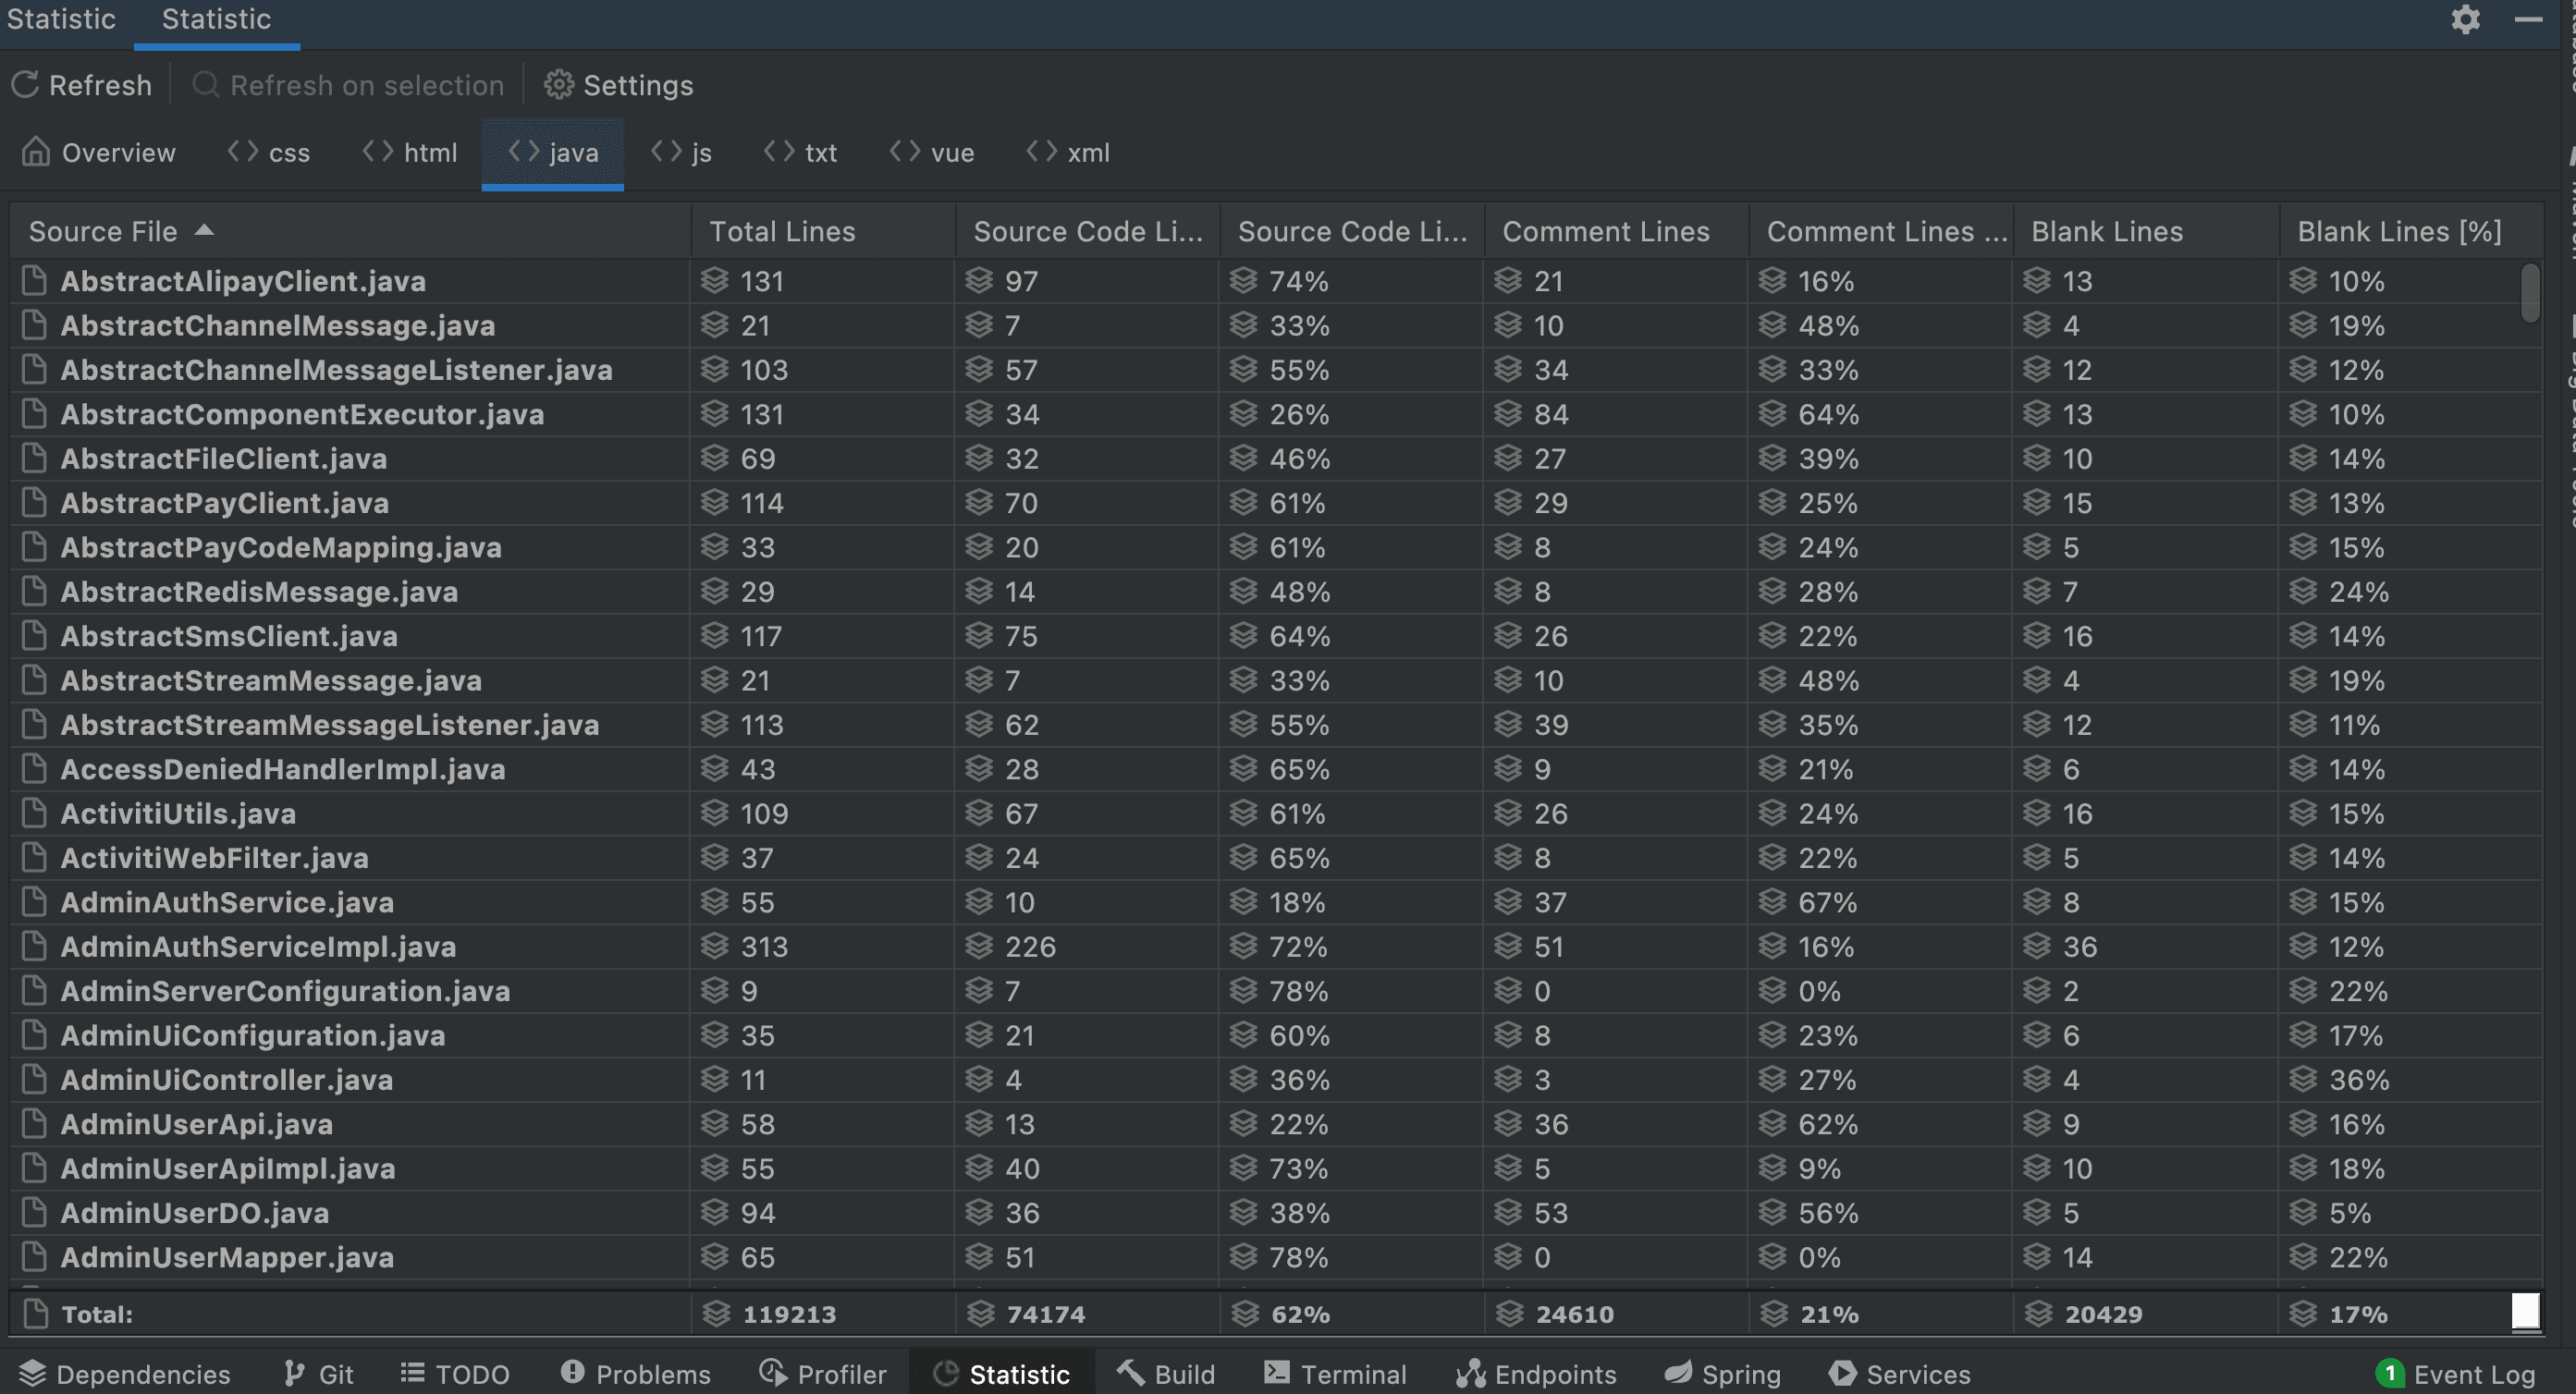 Statistic Statistic
Refresh Refresh on selection Settings
Overview css html java js txt vue xml
Source File Total Lines Source Code Li... Source Code Li... Comment Lines Comment Lines ... Blank Lines Blank Lines [%]
AbstractAlipayClient.java 131 97 74% 21 16% 13 10%
AbstractChannelMessage.java 21 7 33% 10 48% 4 19%
AbstractChannelMessageListener.java 103 57 55% 34 33% 12 12%
AbstractComponentExecutor.java 131 34 26% 84 64% 13 10%
AbstractFileClient.java 69 32 46% 27 39% 10 14%
AbstractPayClient.java 114 70 61% 29 25% 15 13%
AbstractPayCodeMapping.java 33 20 61% 8 24% 5 15%
AbstractRedisMessage.java 29 14 48% 8 28% 7 24%
AbstractSmsClient.java 117 75 64% 26 22% 16 14%
AbstractStreamMessage.java 21 7 33% 10 48% 4 19%
AbstractStreamMessageListener.java 113 62 55% 39 35% 12 11%
AccessDeniedHandlerImpl.java 43 28 65% 9 21% 6 14%
ActivitiUtils.java 109 67 61% 26 24% 16 15%
ActivitiWebFilter.java 37 24 65% 8 22% 5 14%
AdminAuthService.java 55 10 18% 37 67% 8 15%
AdminAuthServiceImpl.java 313 226 72% 51 16% 36 12%
AdminServerConfiguration.java 9 7 78% 0 0% 2 22%
AdminUiConfiguration.java 35 21 60% 8 23% 6 17%
AdminUiController.java 11 4 36% 3 27% 4 36%
AdminUserApi.java 58 13 22% 36 62% 9 16%
AdminUserApiImpl.java 55 40 73% 5 9% 10 18%
AdminUserDO.java 94 36 38% 53 56% 5 5%
AdminUserMapper.java 65 51 78% 0 0% 14 22%
Total: 119213 74174 62% 24610 21% 20429 17%
Dependencies Git TODO Problems Profiler Statistic Build Terminal Endpoints Spring Services 1 Event Log